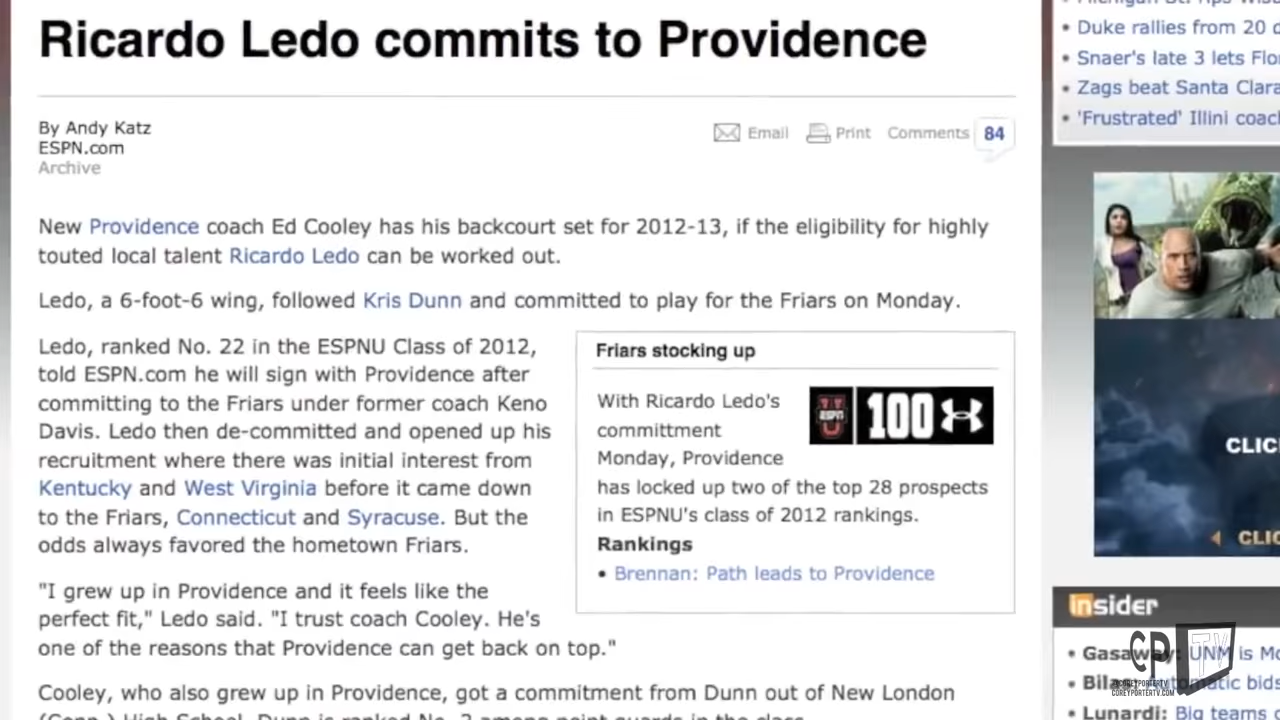 Ricardo Ledo commits to Providence
By Andy Katz
ESPN.com
Archive
Email Print Comments 84
New Providence coach Ed Cooley has his backcourt set for 2012-13, if the eligibility for highly
touted local talent Ricardo Ledo can be worked out.
Ledo, a 6-foot-6 wing, followed Kris Dunn and committed to play for the Friars on Monday.
Ledo, ranked No. 22 in the ESPNU Class of 2012,
told ESPN.com he will sign with Providence after
committing to the Friars under former coach Keno
Davis. Ledo then de-committed and opened up his
recruitment where there was initial interest from
Kentucky and West Virginia before it came down
to the Friars, Connecticut and Syracuse. But the
odds always favored the hometown Friars.
"I grew up in Providence and it feels like the
perfect fit," Ledo said. "I trust coach Cooley. He's
one of the reasons that Providence can get back on top."
Cooley, who also grew up in Providence, got a commitment from Dunn out of New London
Friars stocking up
With Ricardo Ledo's
committment
Monday, Providence
has locked up two of the top 28 prospects
in ESPNU's class of 2012 rankings.
Rankings
• Brennan: Path leads to Providence
ESPN U 100
• Duke rallies from 20
• Snaer's late 3 lets
• Zags beat Santa Clara
• 'Frustrated' Illini
insider
• Gasaway: UNM is
•
• Lunardi: Big teams
CP TV
COREYPORTERTV.COM